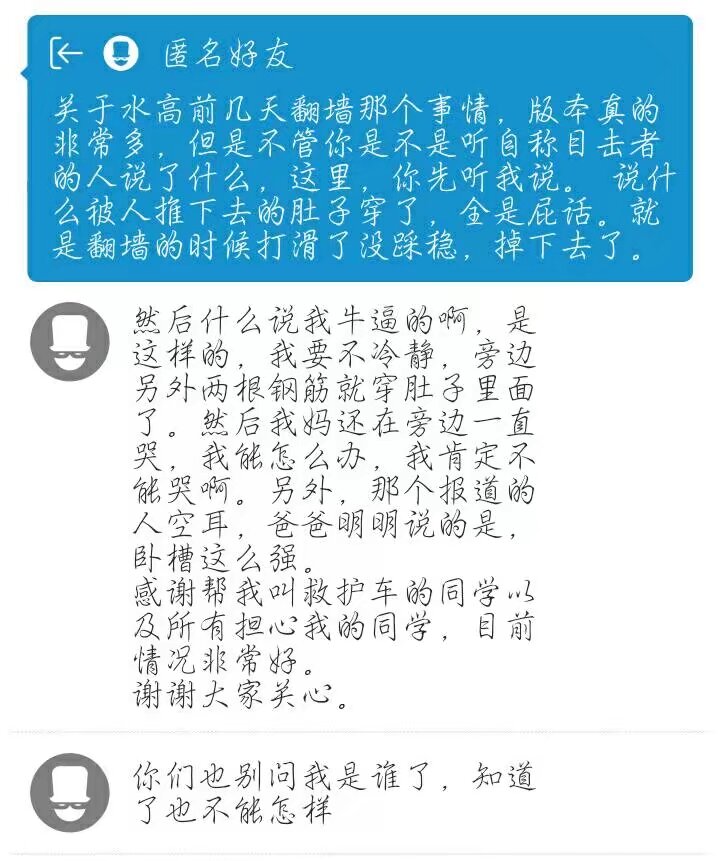 匿名好友
关于水高前几天翻墙那个事情，版本真的
非常多，但是不管你是不是听自称目击者
的人说了什么，这里，你先听我说。 说什
么被人推下去的肚子穿了，全是屁话。就
是翻墙的时候打滑了没踩稳，掉下去了。
然后什么说我牛逼的啊，是
这样的，我要不冷静，旁边
另外两根钢筋就穿肚子里面
了。然后我妈还在旁边一直
哭，我能怎么办，我肯定不
能哭啊。另外，那个报道的
人空耳，爸爸明明说的是，
卧槽这么强。
感谢帮我叫救护车的同学以
及所有担心我的同学，目前
情况非常好。
谢谢大家关心。
你们也别问我是谁了，知道
了也不能怎样